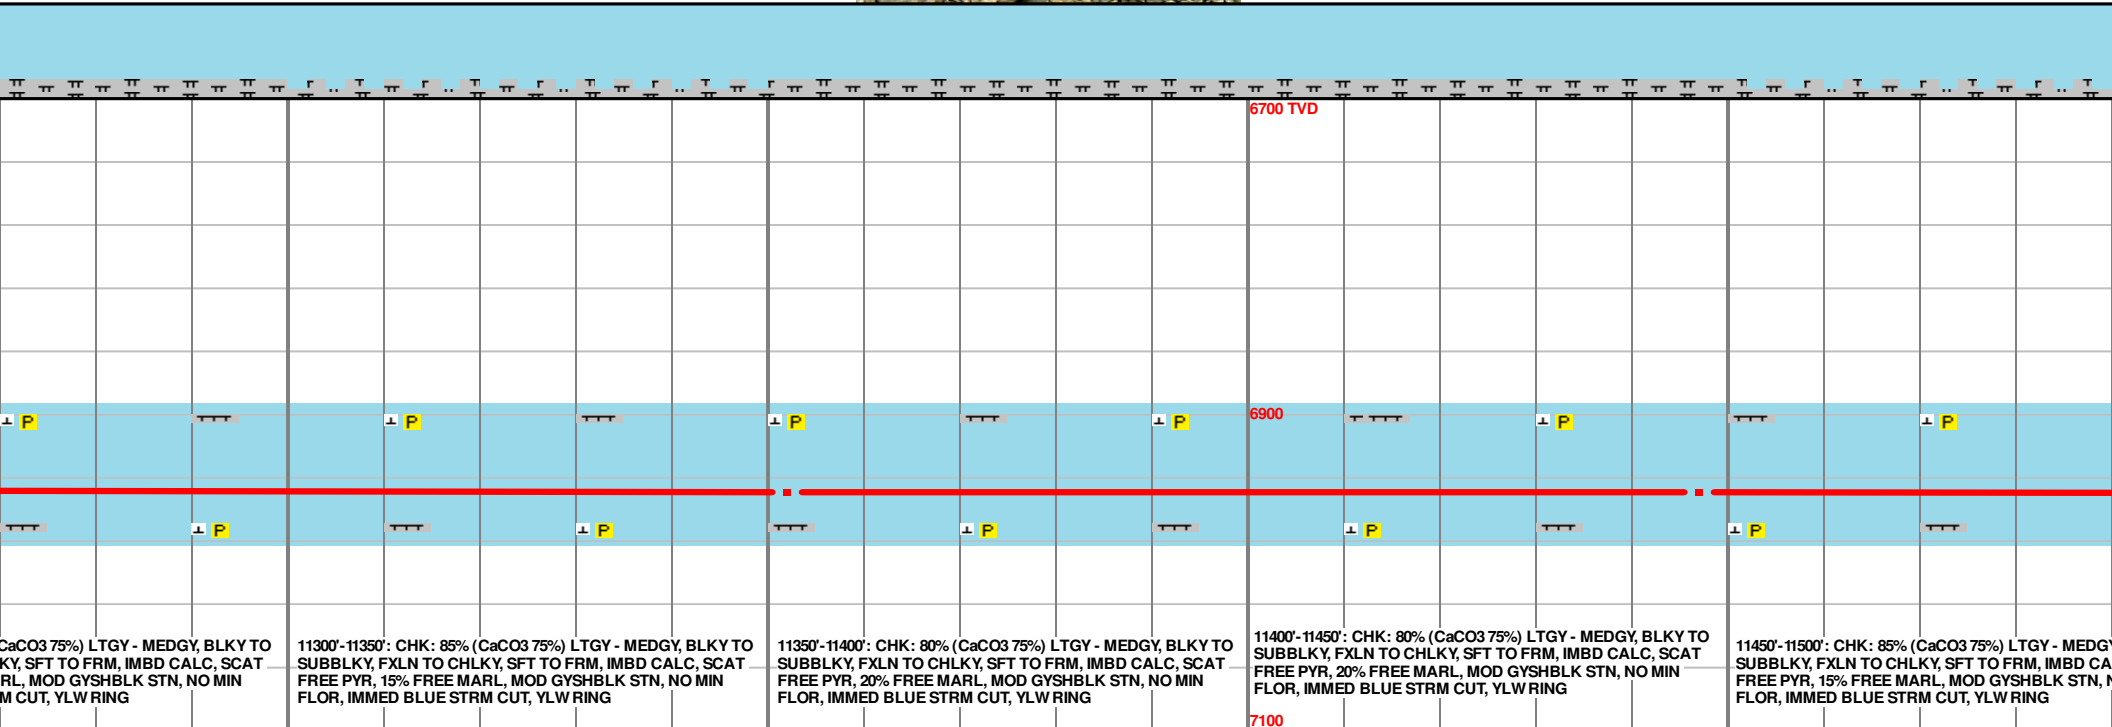 6700 TVD
P P P P P P
6900
P P P P P
CaCO3 75%) LTGY - MEDGY, BLKY TO
KY, SFT TO FRM, IMBD CALC, SCAT
RL, MOD GYSHBLK STN, NO MIN
M CUT, YLW RING
11300'-11350': CHK: 85% (CaCO3 75%) LTGY - MEDGY, BLKY TO
SUBBLKY, FXLN TO CHLKY, SFT TO FRM, IMBD CALC, SCAT
FREE PYR, 15% FREE MARL, MOD GYSHBLK STN, NO MIN
FLOR, IMMED BLUE STRM CUT, YLW RING
11350'-11400': CHK: 80% (CaCO3 75%) LTGY - MEDGY, BLKY TO
SUBBLKY, FXLN TO CHLKY, SFT TO FRM, IMBD CALC, SCAT
FREE PYR, 20% FREE MARL, MOD GYSHBLK STN, NO MIN
FLOR, IMMED BLUE STRM CUT, YLW RING
11400'-11450': CHK: 80% (CaCO3 75%) LTGY - MEDGY, BLKY TO
SUBBLKY, FXLN TO CHLKY, SFT TO FRM, IMBD CALC, SCAT
FREE PYR, 20% FREE MARL, MOD GYSHBLK STN, NO MIN
FLOR, IMMED BLUE STRM CUT, YLW RING
11450'-11500': CHK: 85% (CaCO3 75%) LTGY - MEDGY
SUBBLKY, FXLN TO CHLKY, SFT TO FRM, IMBD CA
FREE PYR, 15% FREE MARL, MOD GYSHBLK STN, N
FLOR, IMMED BLUE STRM CUT, YLW RING
7100